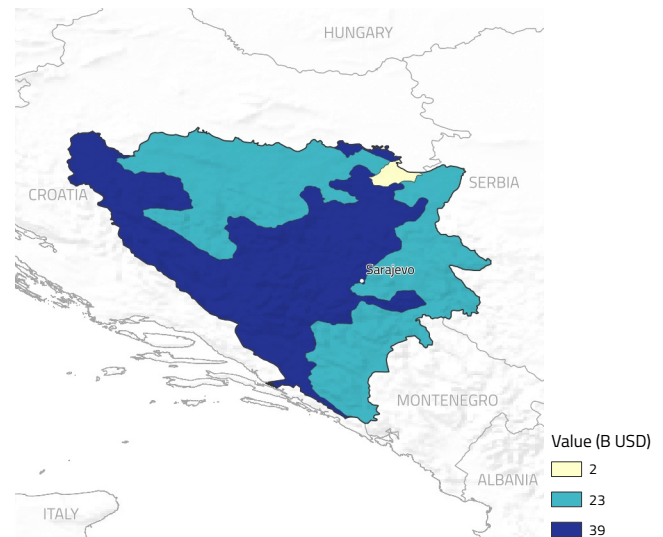 HUNGARY
CROATIA
SERBIA
Sarajevo
MONTENEGRO
ALBANIA
ITALY
Value (B USD)
2
23
39